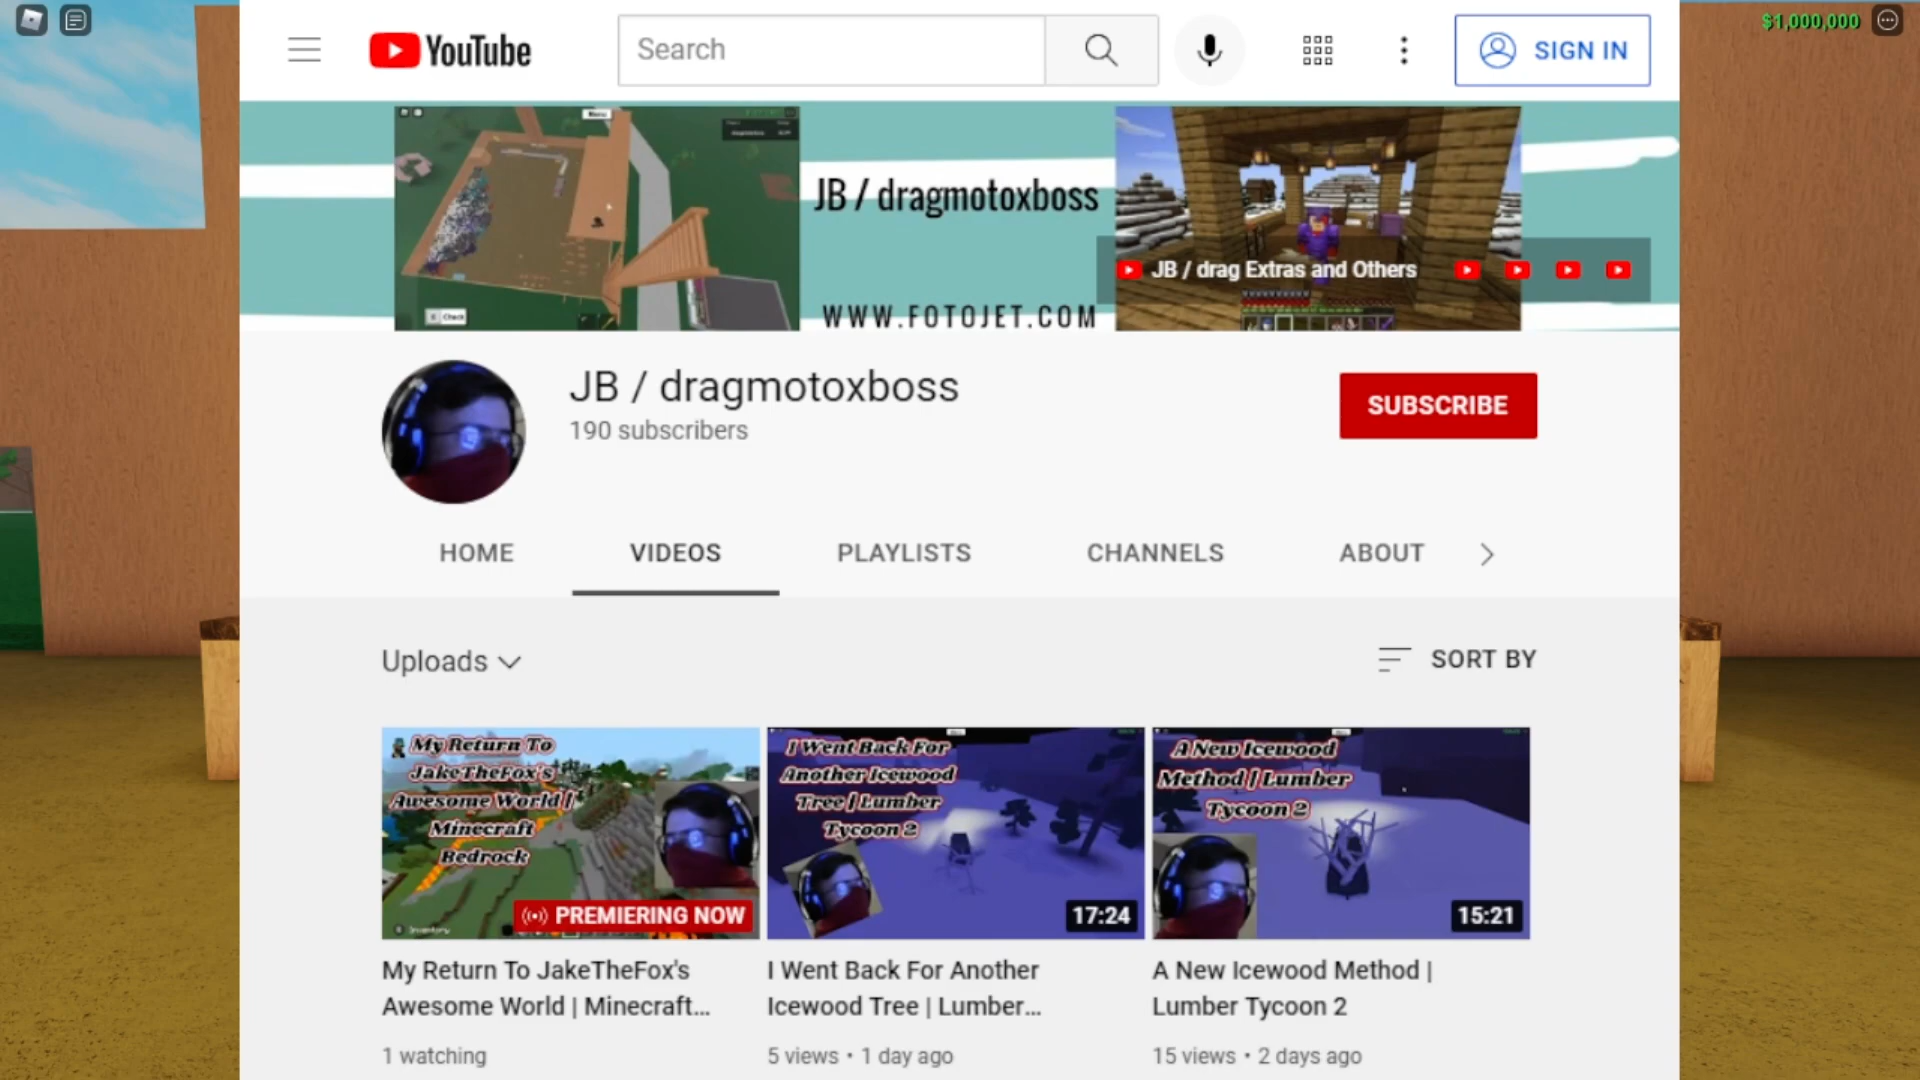 $1,000,000
YouTube
Search
SIGN IN
JB / dragmotoxboss
WWW.FOTOJET.COM
JB / drag Extras and Others
JB / dragmotoxboss
190 subscribers
SUBSCRIBE
HOME
VIDEOS
PLAYLISTS
CHANNELS
ABOUT
Uploads
SORT BY
My Return To
JakeTheFox's
Awesome World |
Minecraft
Bedrock
PREMIERING NOW
I Went Back For
Another Icewood
Tree | Lumber
Tycoon 2
17:24
A New Icewood
Method | Lumber
Tycoon 2
15:21
My Return To JakeTheFox's
Awesome World | Minecraft...
1 watching
I Went Back For Another
Icewood Tree | Lumber...
5 views • 1 day ago
A New Icewood Method |
Lumber Tycoon 2
15 views • 2 days ago